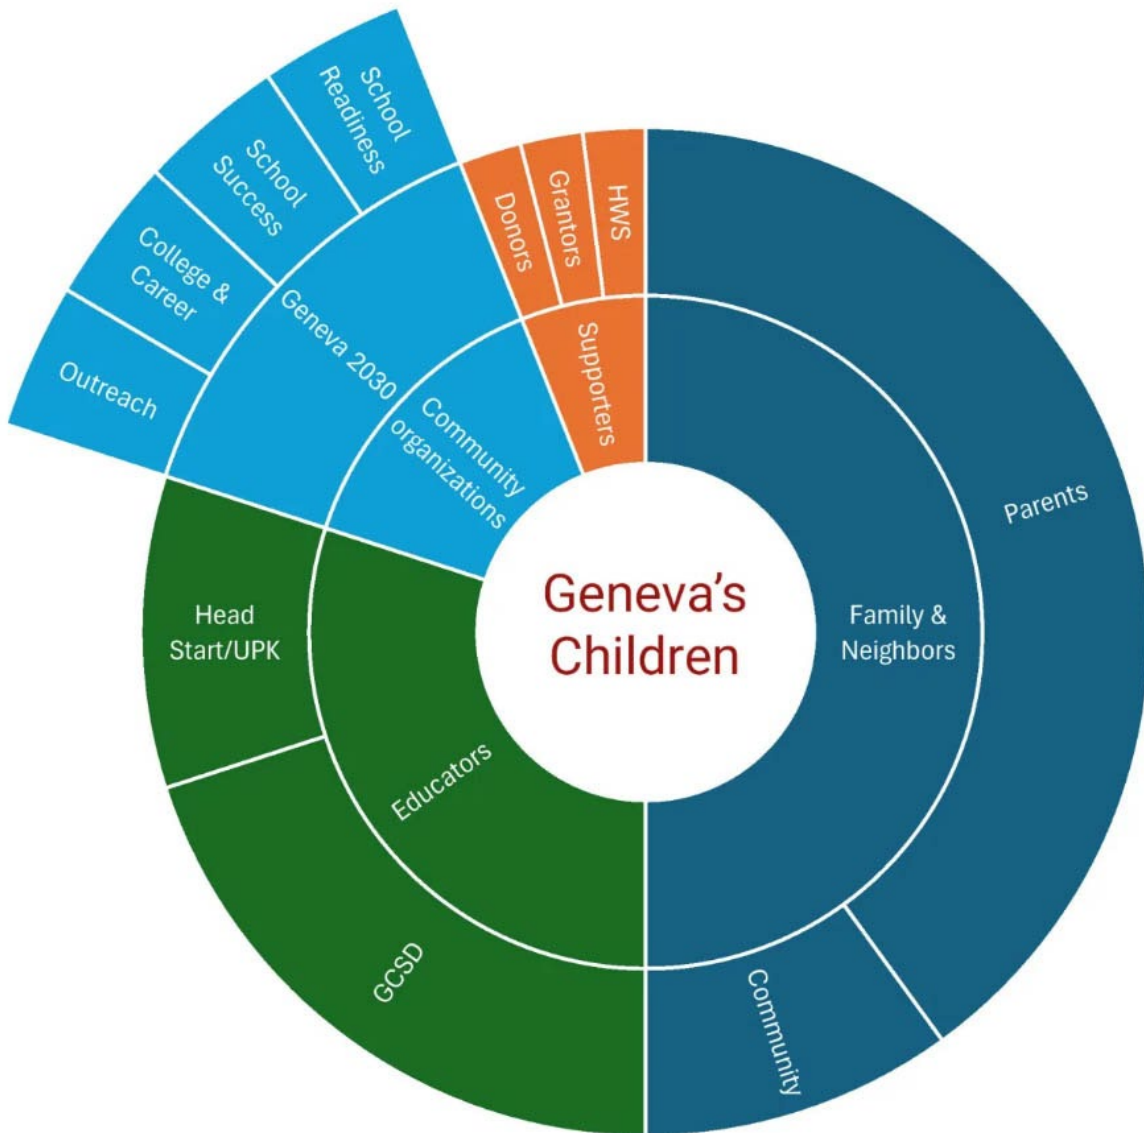 School
Readiness
School
Success
College &
Career
Outreach
Geneva 2030
Community
organizations
Donors
Grantors
HWS
Supporters
Parents
Family &
Neighbors
Community
Geneva’s
Children
Head
Start/UPK
Educators
GCSD